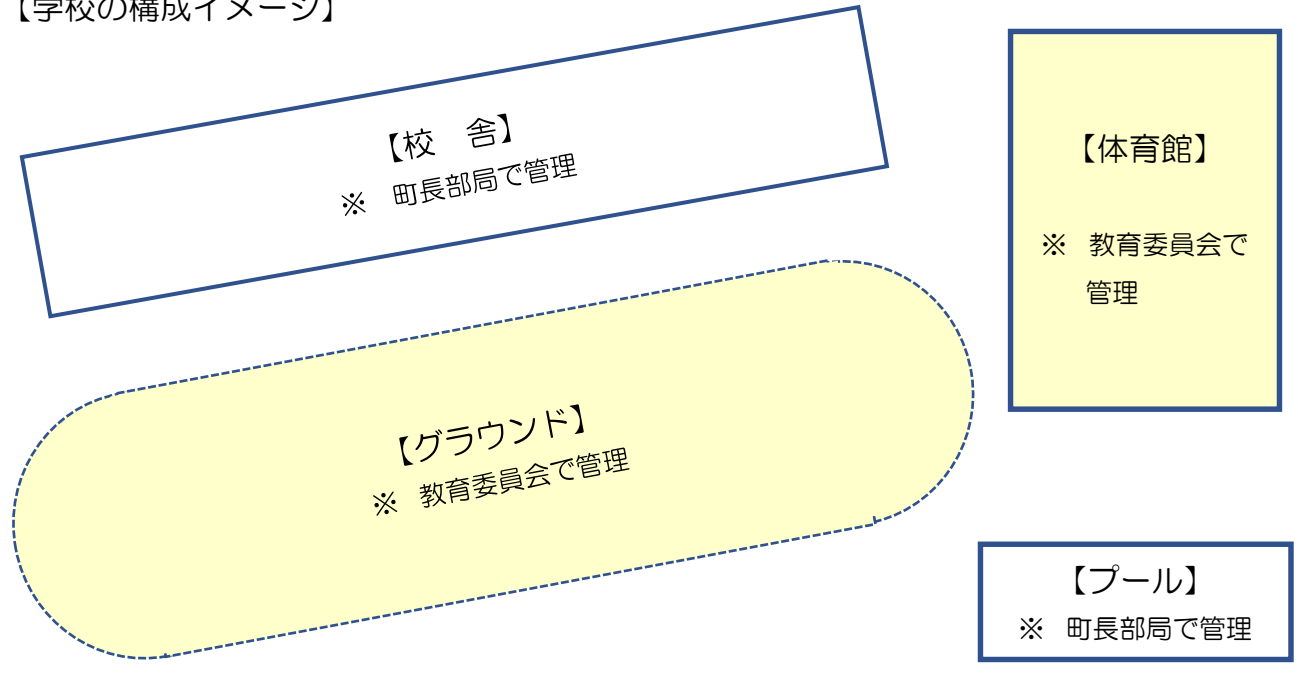 【学校の構成イメージ】
【校　舎】
※　町長部局で管理
【体育館】
※　教育委員会で
管理
【グラウンド】
※　教育委員会で管理
【プール】
※　町長部局で管理